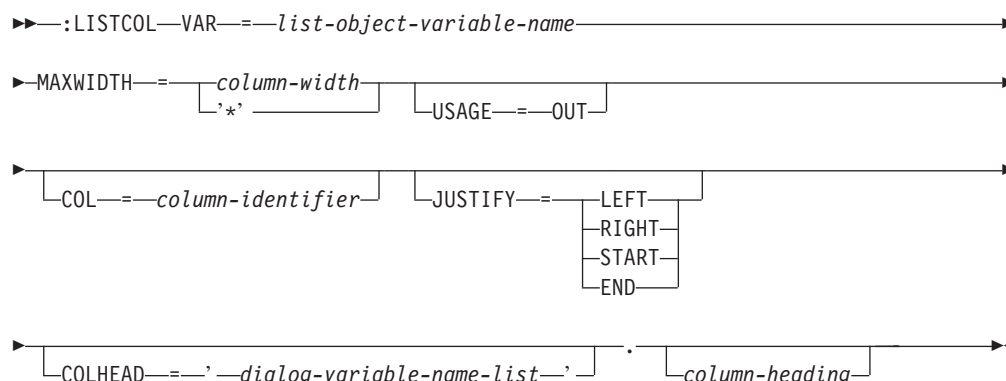 :LISTCOL VAR = list-object-variable-name
MAXWIDTH = column-width
'*'
USAGE = OUT
COL = column-identifier
JUSTIFY = LEFT
RIGHT
START
END
COLHEAD = ' dialog-variable-name-list '
.
column-heading